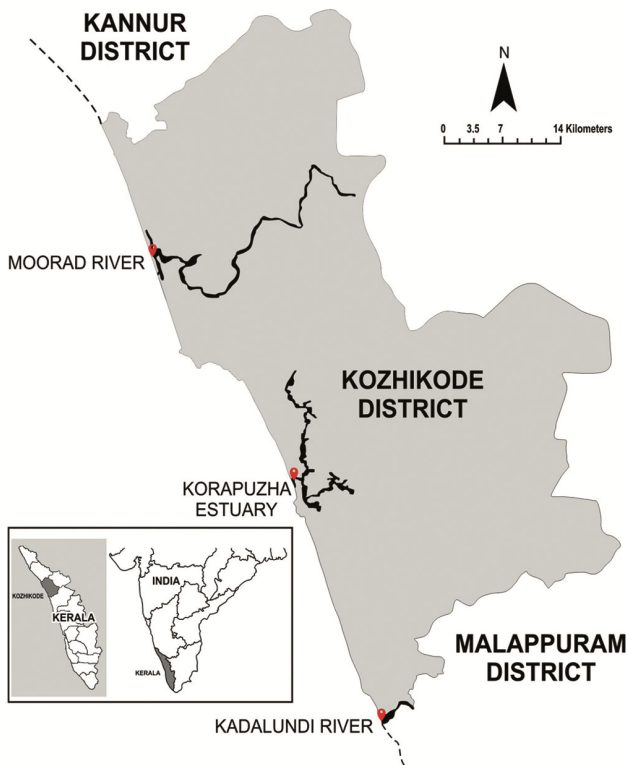 KANNUR
DISTRICT
N
0 3.5 7 14 Kilometers
MOORAD RIVER
KOZHIKODE
DISTRICT
KORAPUZHA
ESTUARY
INDIA
KOZHIKODE
KERALA
KERALA
MALAPPURAM
DISTRICT
KADALUNDI RIVER